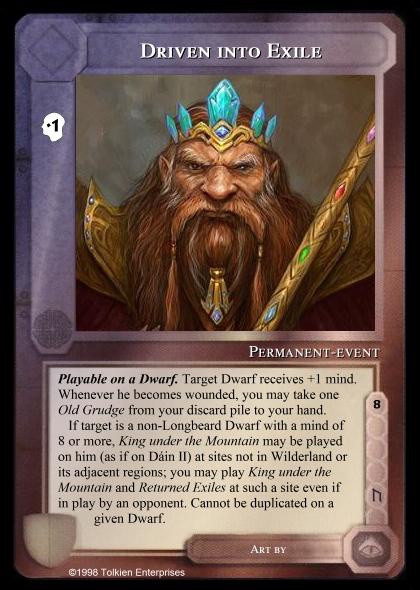 DRIVEN INTO EXILE
+1
PERMANENT-EVENT
Playable on a Dwarf. Target Dwarf receives +1 mind.
Whenever he becomes wounded, you may take one
Old Grudge from your discard pile to your hand.
If target is a non-Longbeard Dwarf with a mind of
8 or more, King under the Mountain may be played
on him (as if on Dáin II) at sites not in Wilderland or
its adjacent regions; you may play King under the
Mountain and Returned Exiles at such a site even if
in play by an opponent. Cannot be duplicated on a
given Dwarf.
8
ART BY
©1998 Tolkien Enterprises